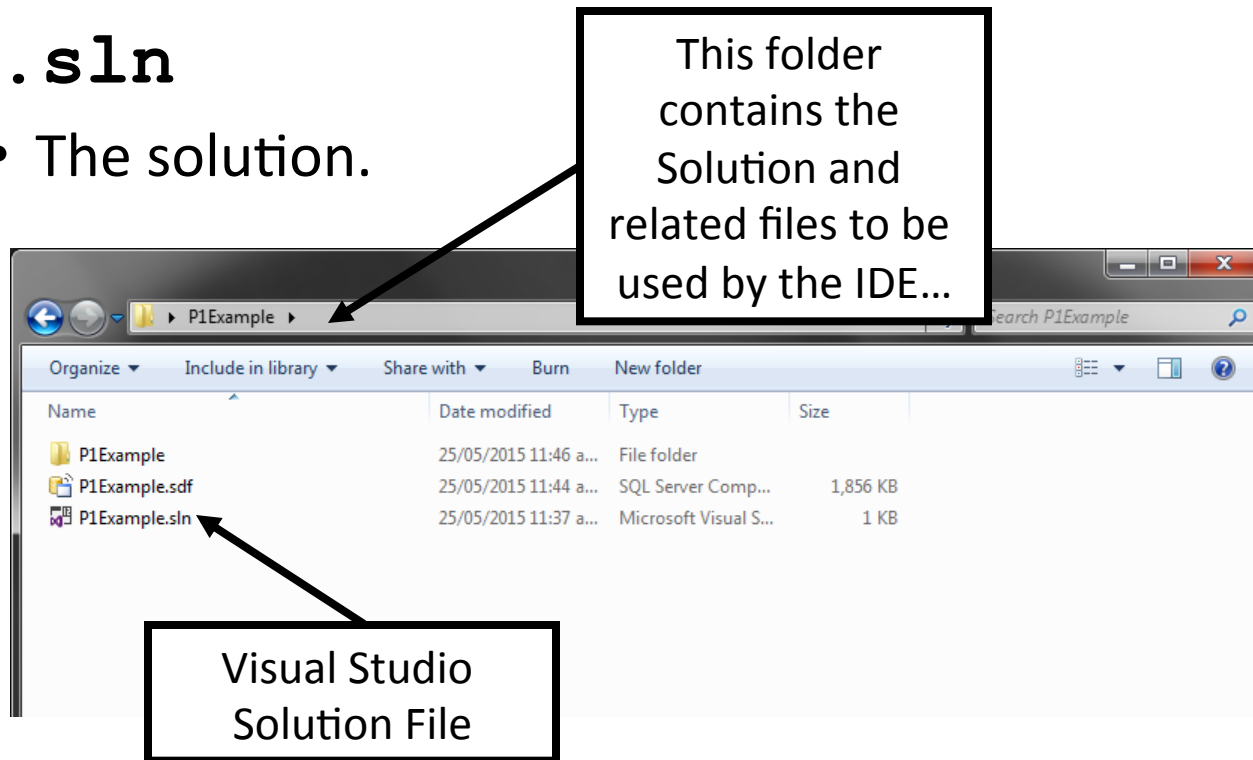 .sln
• The solution.
This folder
contains the
Solution and
related files to be
used by the IDE...
P1Example
Search P1Example
Organize
Include in library
Share with
Burn
New folder
Name
Date modified
Type
Size
P1Example
25/05/2015 11:46 a...
File folder
P1Example.sdf
25/05/2015 11:44 a...
SQL Server Comp...
1,856 KB
P1Example.sln
25/05/2015 11:37 a...
Microsoft Visual S...
1 KB
Visual Studio
Solution File